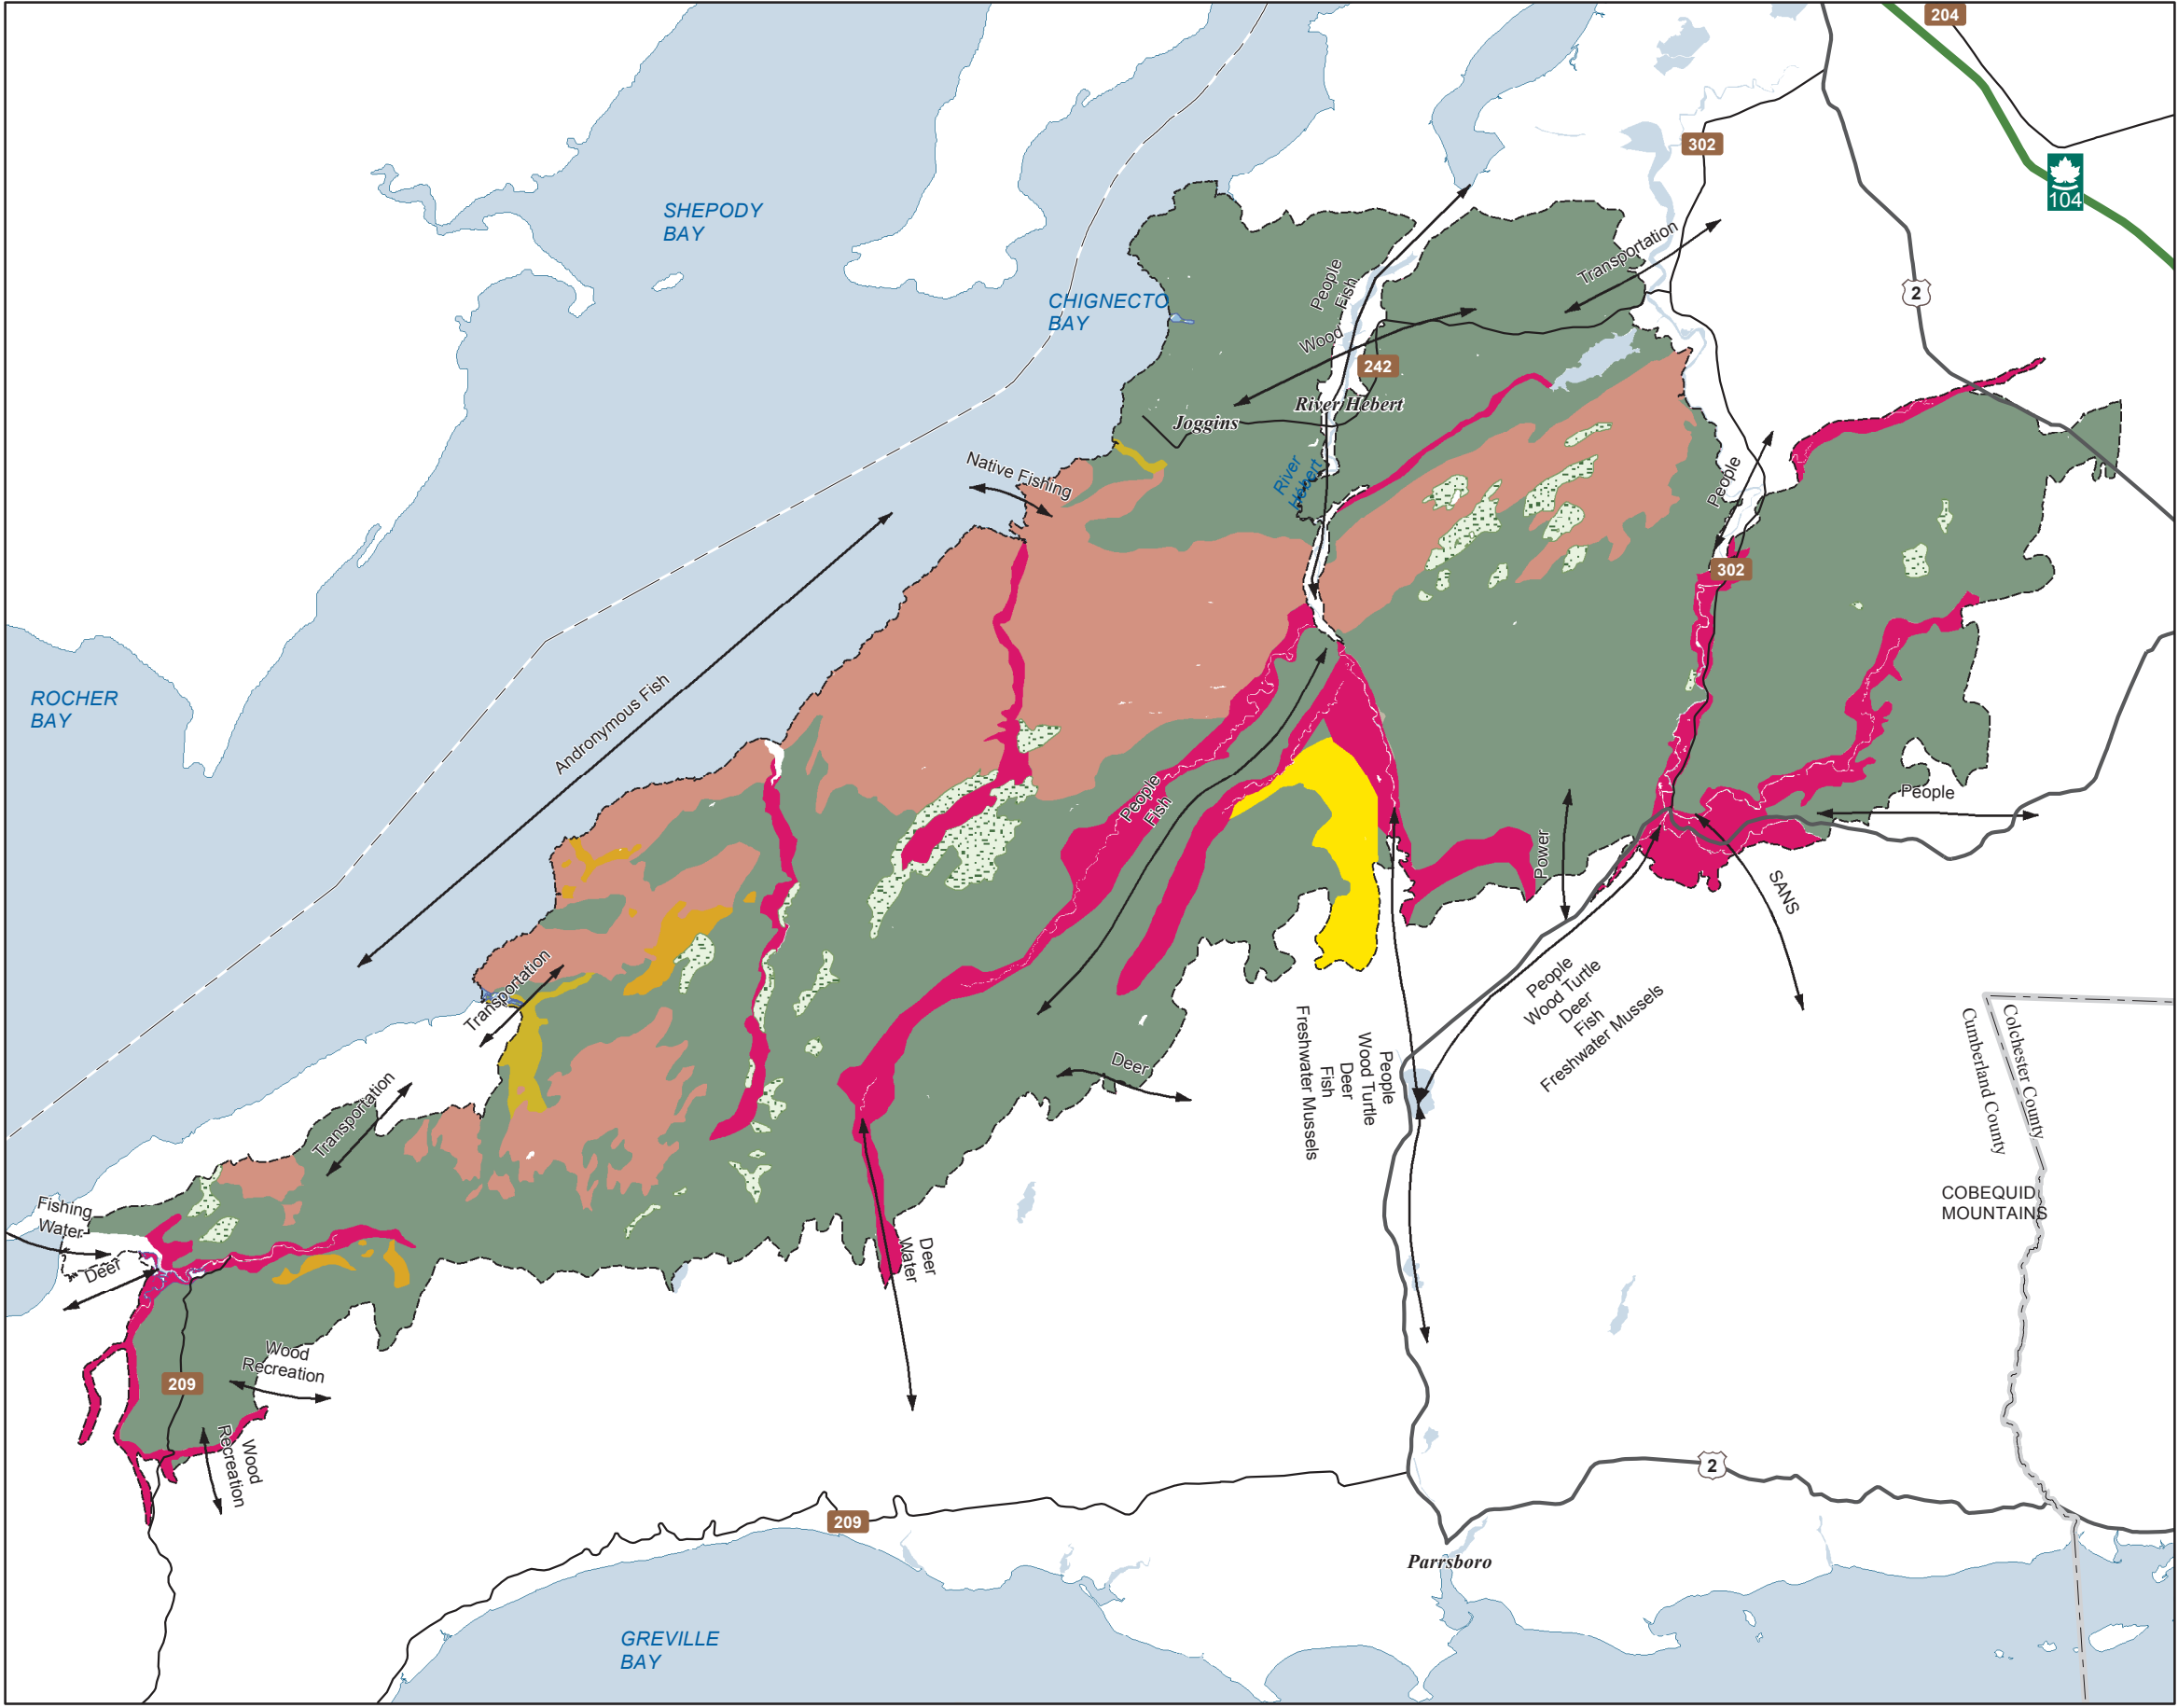 204
302
104
SHEPODY
BAY
Transportation
People
Fish
2
CHIGNECTO
BAY
Wood
242
River Hebert
Joggins
Native Fishing
River
Hébert
People
302
ROCHER
BAY
Andronymous Fish
People
Fish
People
Power
SANS
Transportation
People
Wood Turtle
Deer
Fish
Freshwater Mussels
People
Wood Turtle
Deer
Fish
Freshwater Mussels
Colchester County
Cumberland County
Deer
Transportation
COBEQUID
MOUNTAINS
Fishing
Water
Deer
Deer
Water
Wood
Recreation
209
Wood
Recreation
2
209
Parrsboro
GREVILLE
BAY